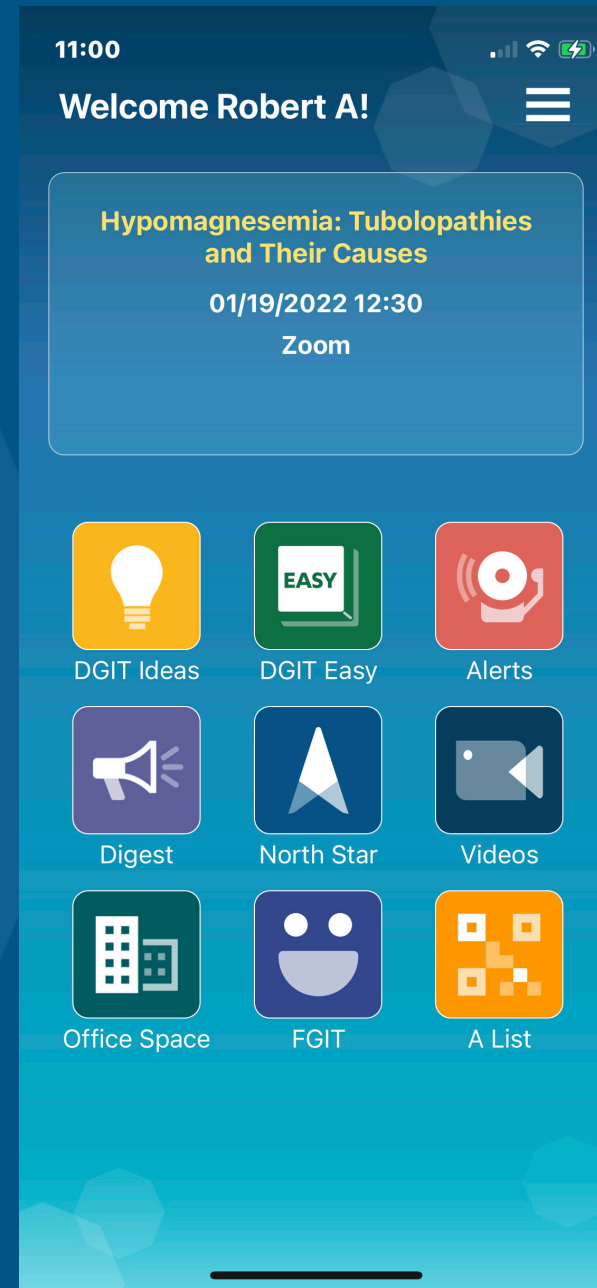 11:00
Welcome Robert A!
Hypomagnesemia: Tubolopathies
and Their Causes
01/19/2022 12:30
Zoom
EASY
DGIT Ideas
DGIT Easy
Alerts
Digest
North Star
Videos
Office Space
FGIT
A List